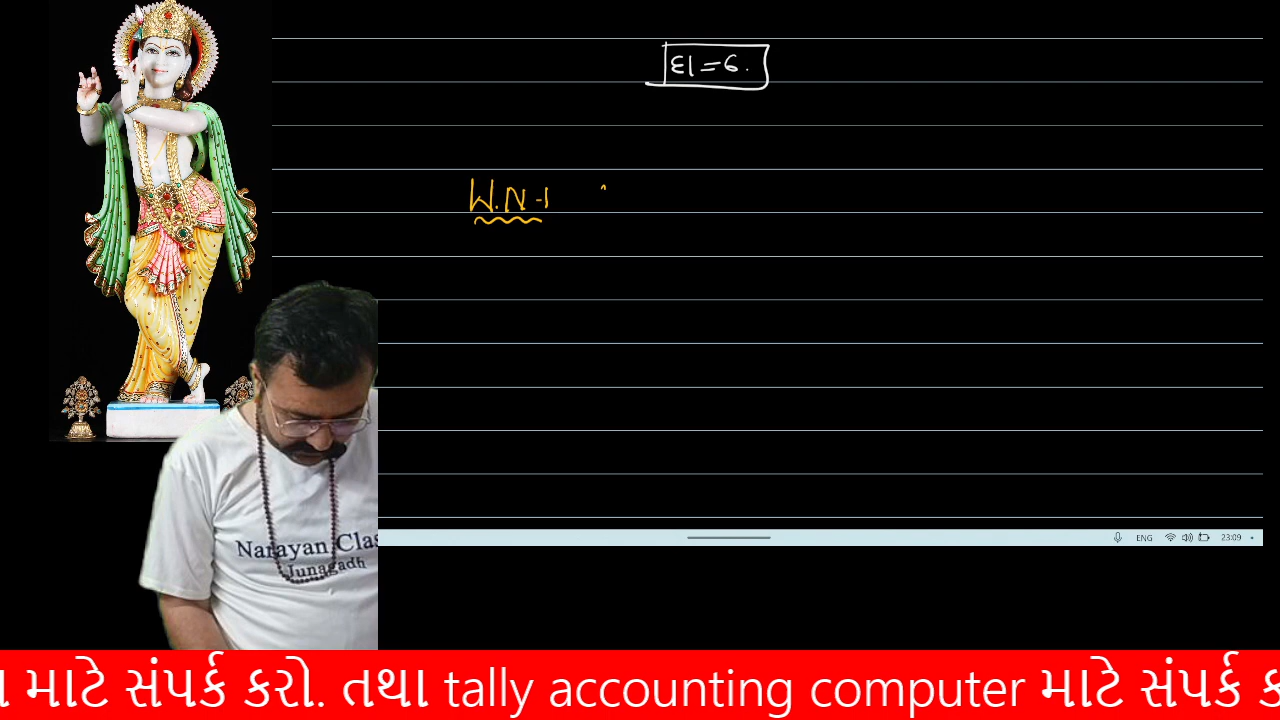 દા = 6.
W.N-1
Narayan Clas
Junagadh
માટે સંપર્ક કરો. તથા tally accounting computer માટે સંપર્ક ક
23:09
ENG